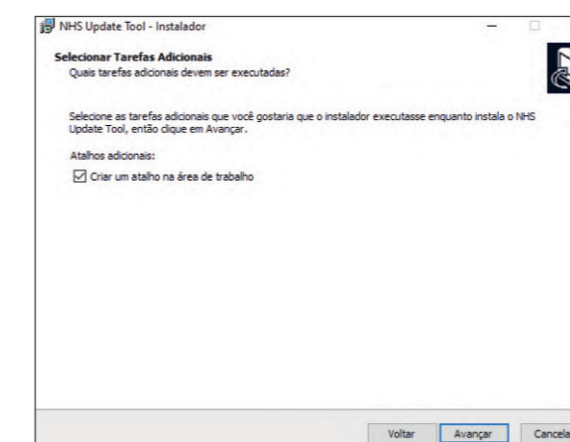 NHS Update Tool - Instalador
Selecionar Tarefas Adicionais
Quais tarefas adicionais devem ser executadas?
Selecione as tarefas adicionais que você gostaria que o instalador executasse enquanto instala o NHS
Update Tool, então clique em Avançar.
Atalhos adicionais:
Criar um atalho na área de trabalho
Voltar Avançar Cancela